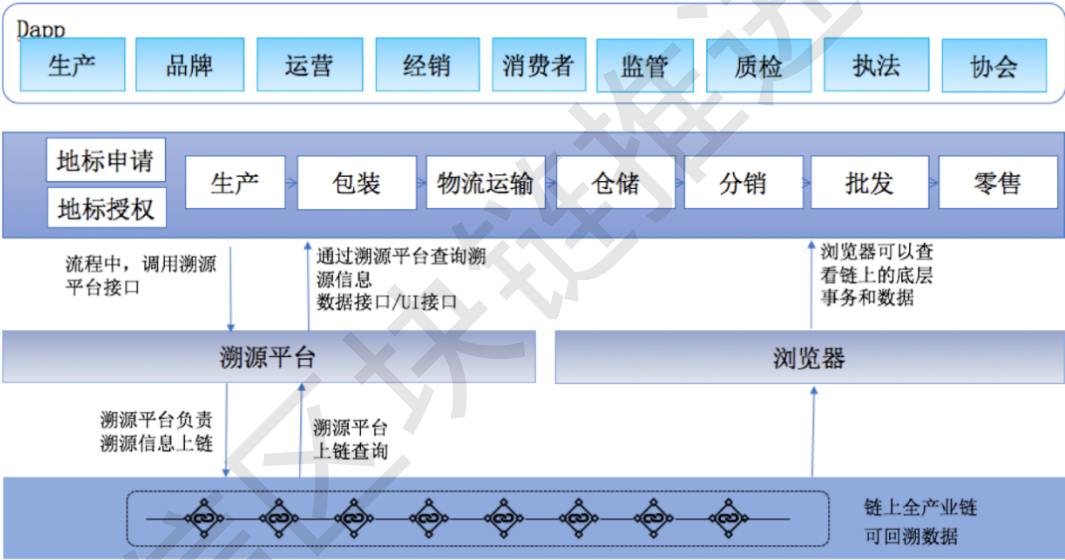 Dapp
生产
品牌
运营
经销
消费者
监管
质检
执法
协会
地标申请
地标授权
生产
包装
物流运输
仓储
分销
批发
零售
流程中，调用溯源
平台接口
通过溯源平台查询溯
源信息
数据接口/UI接口
浏览器可以查
看链上的底层
事务和数据
溯源平台
浏览器
溯源平台负责
溯源信息上链
溯源平台
上链查询
链上全产业链
可回溯数据
信区块链推进